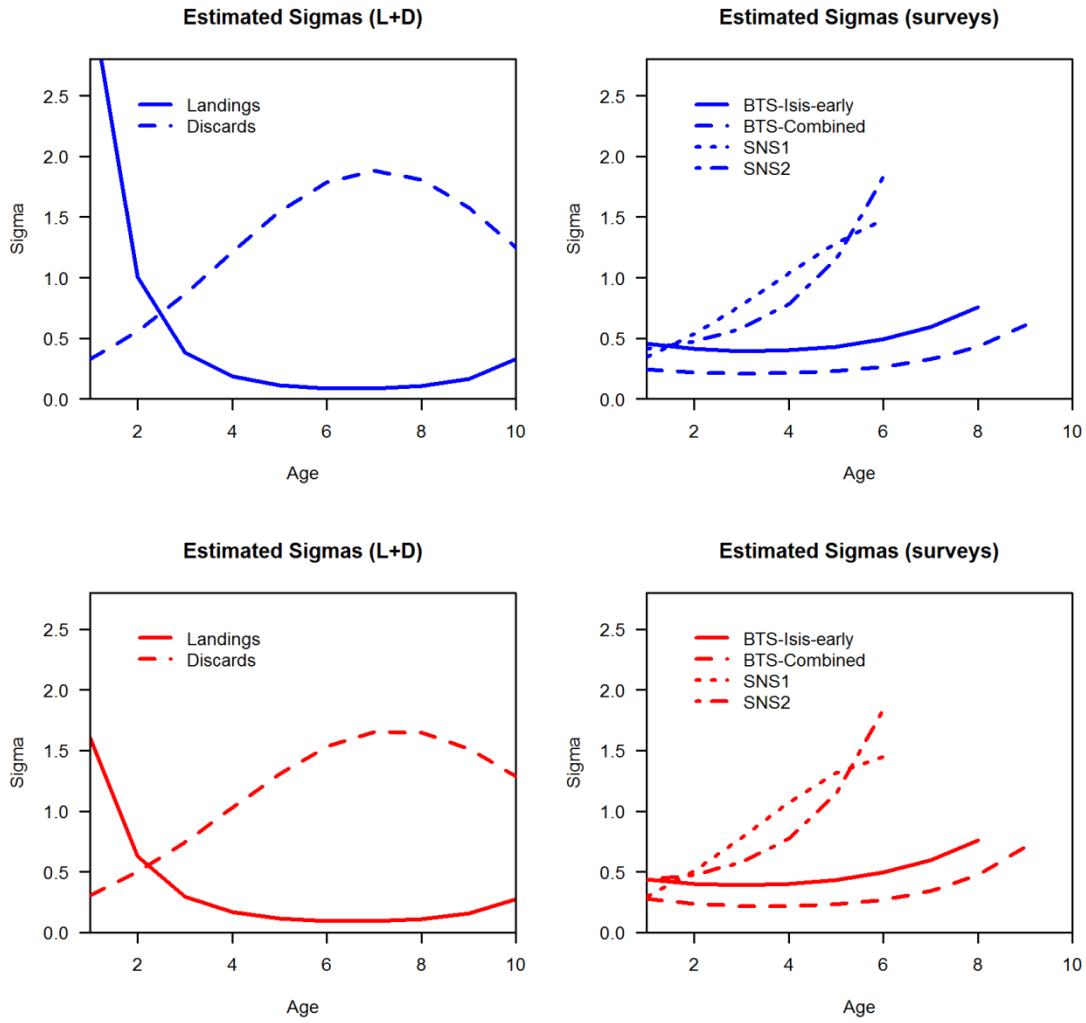 Estimated Sigmas (L+D)
Sigma
2.5
2.0
1.5
1.0
0.5
0.0
Landings
Discards
2 4 6 8 10
Age
Estimated Sigmas (surveys)
Sigma
2.5
2.0
1.5
1.0
0.5
0.0
BTS-Isis-early
BTS-Combined
SNS1
SNS2
2 4 6 8 10
Age
Estimated Sigmas (L+D)
Sigma
2.5
2.0
1.5
1.0
0.5
0.0
Landings
Discards
2 4 6 8 10
Age
Estimated Sigmas (surveys)
Sigma
2.5
2.0
1.5
1.0
0.5
0.0
BTS-Isis-early
BTS-Combined
SNS1
SNS2
2 4 6 8 10
Age